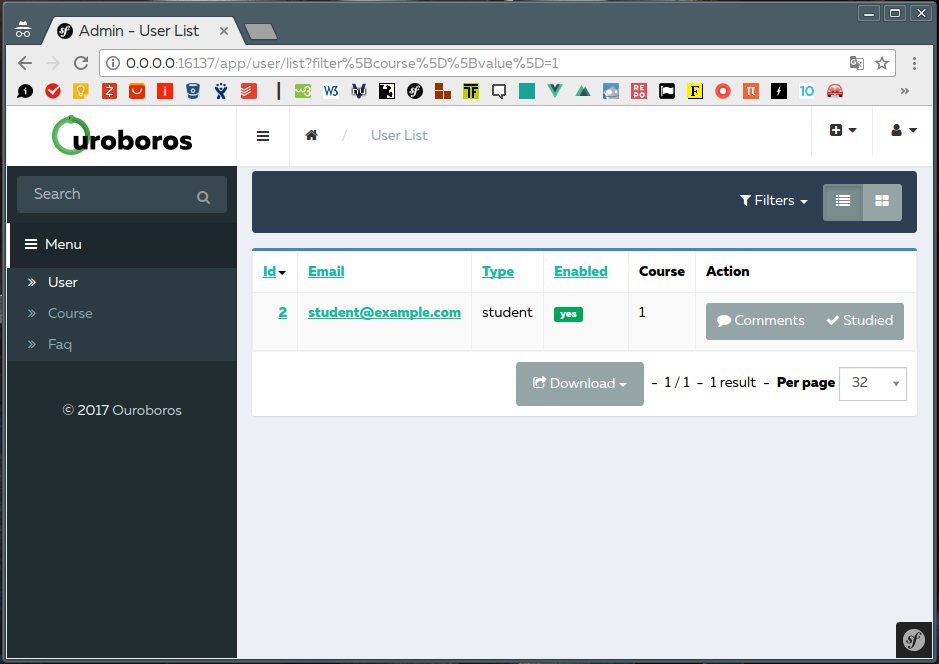 Admin - User List
0.0.0.0:16137/app/user/list?filter%5Bcourse%5D%5Bvalue%5D=1
W3
TF
RE
PO
F
π
10
»
Ouroboros
/ User List
Search
Filters
Menu
User
Course
Faq
© 2017 Ouroboros
Id Email Type Enabled Course Action
2 student@example.com student yes 1 Comments Studied
Download - 1 / 1 - 1 result - Per page 32
sf